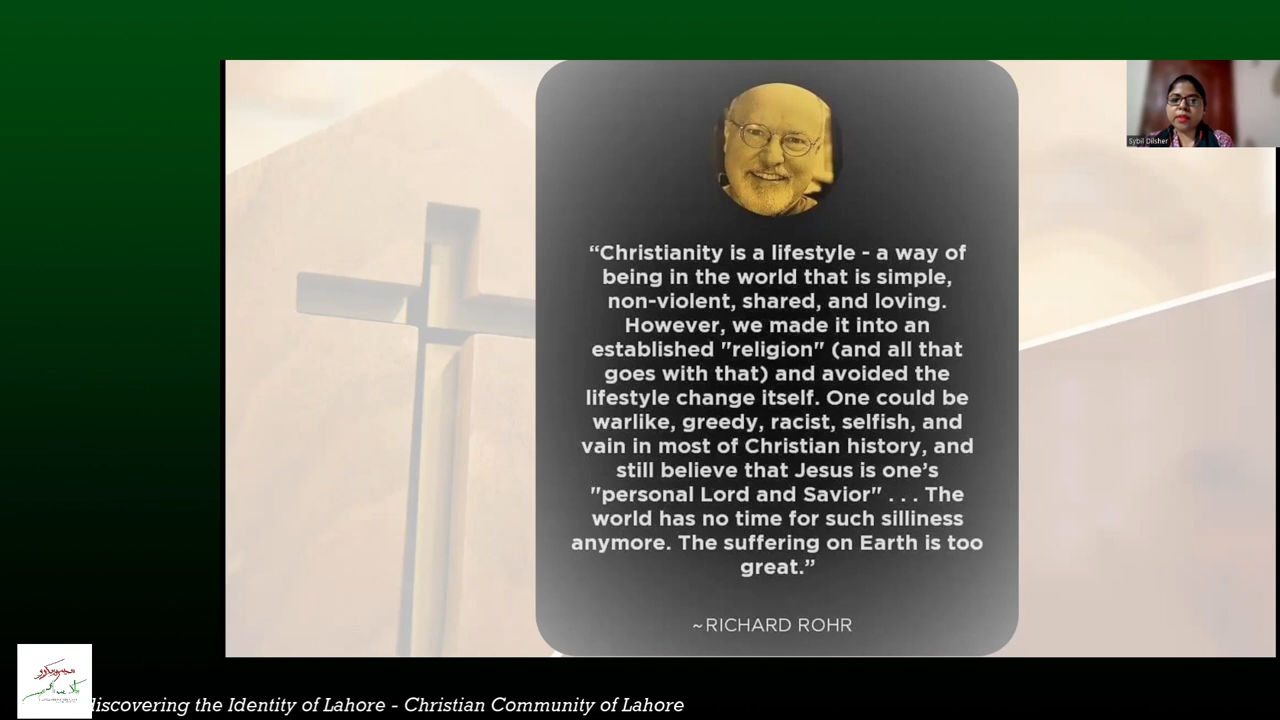 Sybil Dilsher
“Christianity is a lifestyle - a way of
being in the world that is simple,
non-violent, shared, and loving.
However, we made it into an
established "religion" (and all that
goes with that) and avoided the
lifestyle change itself. One could be
warlike, greedy, racist, selfish, and
vain in most of Christian history, and
still believe that Jesus is one’s
"personal Lord and Savior" . . . The
world has no time for such silliness
anymore. The suffering on Earth is too
great.”
~RICHARD ROHR
discovering the Identity of Lahore - Christian Community of Lahore